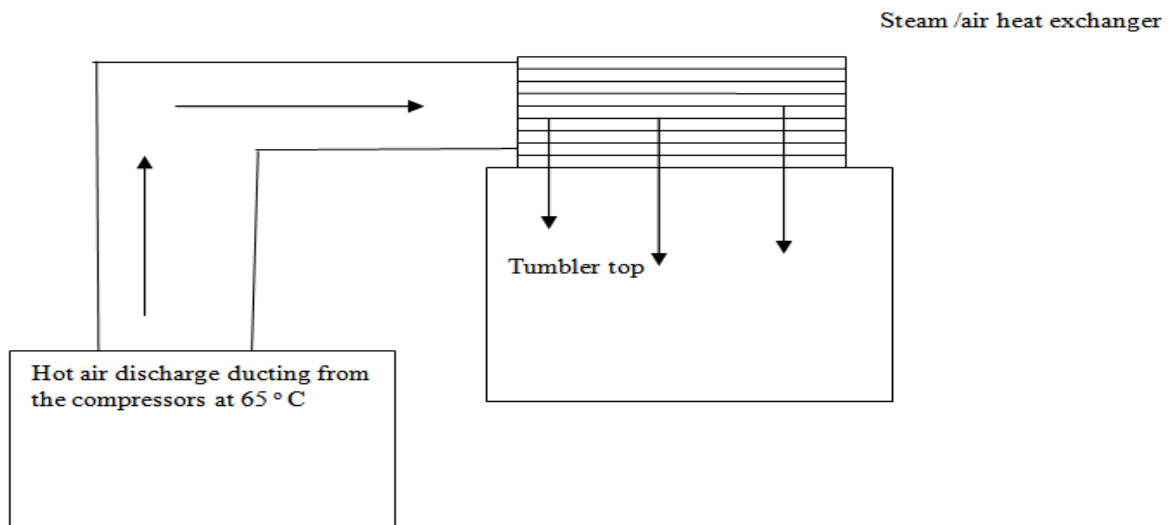 Steam /air heat exchanger
Tumbler top
Hot air discharge ducting from
the compressors at 65 ° C